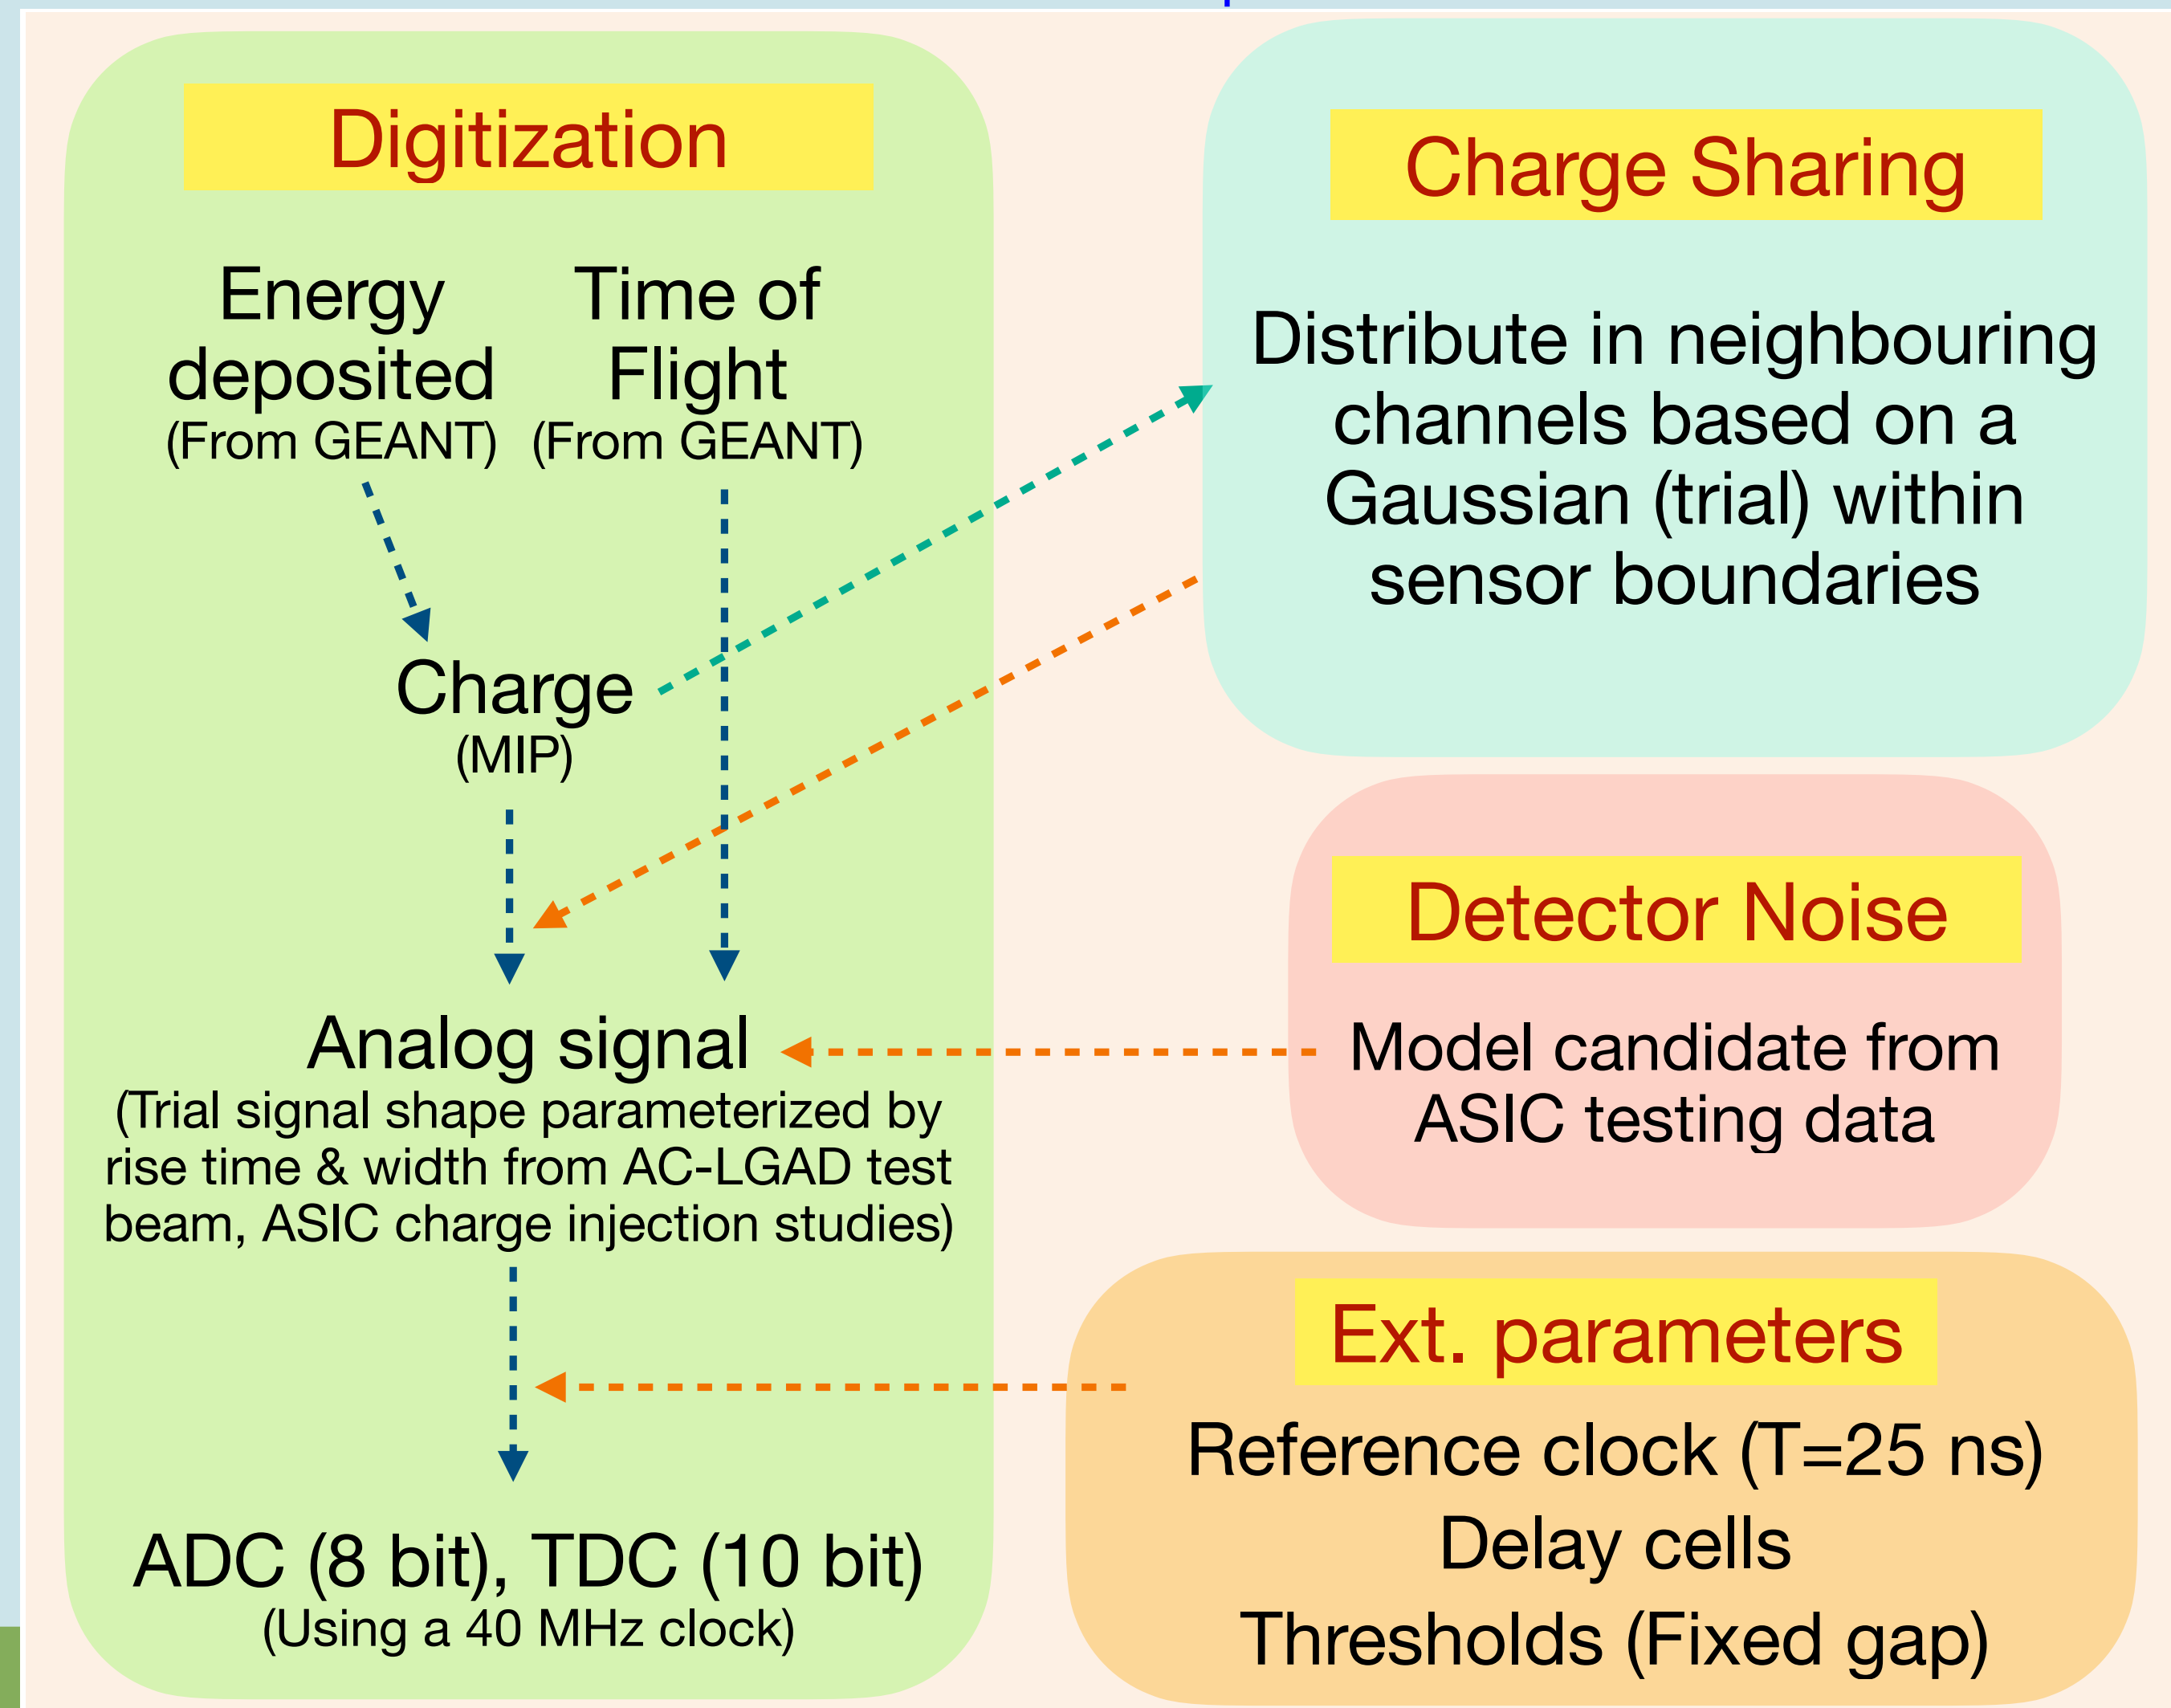 Digitization
Energy deposited
(From GEANT)
Time of Flight
(From GEANT)
Charge
(MIP)
Analog signal
(Trial signal shape parameterized by
rise time & width from AC-LGAD test
beam, ASIC charge injection studies)
ADC (8 bit), TDC (10 bit)
(Using a 40 MHz clock)
Charge Sharing
Distribute in neighbouring
channels based on a
Gaussian (trial) within
sensor boundaries
Detector Noise
Model candidate from
ASIC testing data
Ext. parameters
Reference clock (T=25 ns)
Delay cells
Thresholds (Fixed gap)